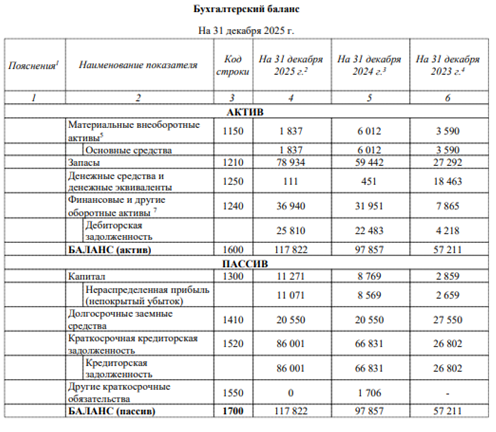 Бухгалтерский баланс
На 31 декабря 2025 г.
Пояснения¹ Наименование показателя Код строки На 31 декабря 2025 г.² На 31 декабря 2024 г.³ На 31 декабря 2023 г.⁴
1 2 3 4 5 6
АКТИВ
Материальные внеоборотные активы⁵ 1150 1 837 6 012 3 590
Основные средства 1 837 6 012 3 590
Запасы 1210 78 934 59 442 27 292
Денежные средства и денежные эквиваленты 1250 111 451 18 463
Финансовые и другие оборотные активы ⁷ 1240 36 940 31 951 7 865
Дебиторская задолженность 25 810 22 483 4 218
БАЛАНС (актив) 1600 117 822 97 857 57 211
ПАССИВ
Капитал 1300 11 271 8 769 2 859
Нераспределенная прибыль (непокрытый убыток) 11 071 8 569 2 659
Долгосрочные заемные средства 1410 20 550 20 550 27 550
Краткосрочная кредиторская задолженность 1520 86 001 66 831 26 802
Кредиторская задолженность 86 001 66 831 26 802
Другие краткосрочные обязательства 1550 0 1 706 -
БАЛАНС (пассив) 1700 117 822 97 857 57 211